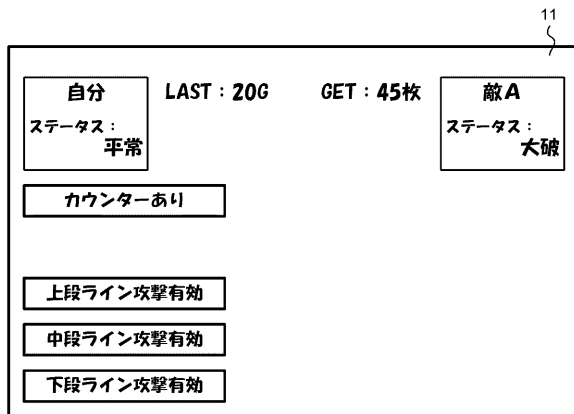 11
自分 LAST：20G GET：45枚 敵A
ステータス： ステータス：
平常 大破
カウンターあり
上段ライン攻撃有効
中段ライン攻撃有効
下段ライン攻撃有効